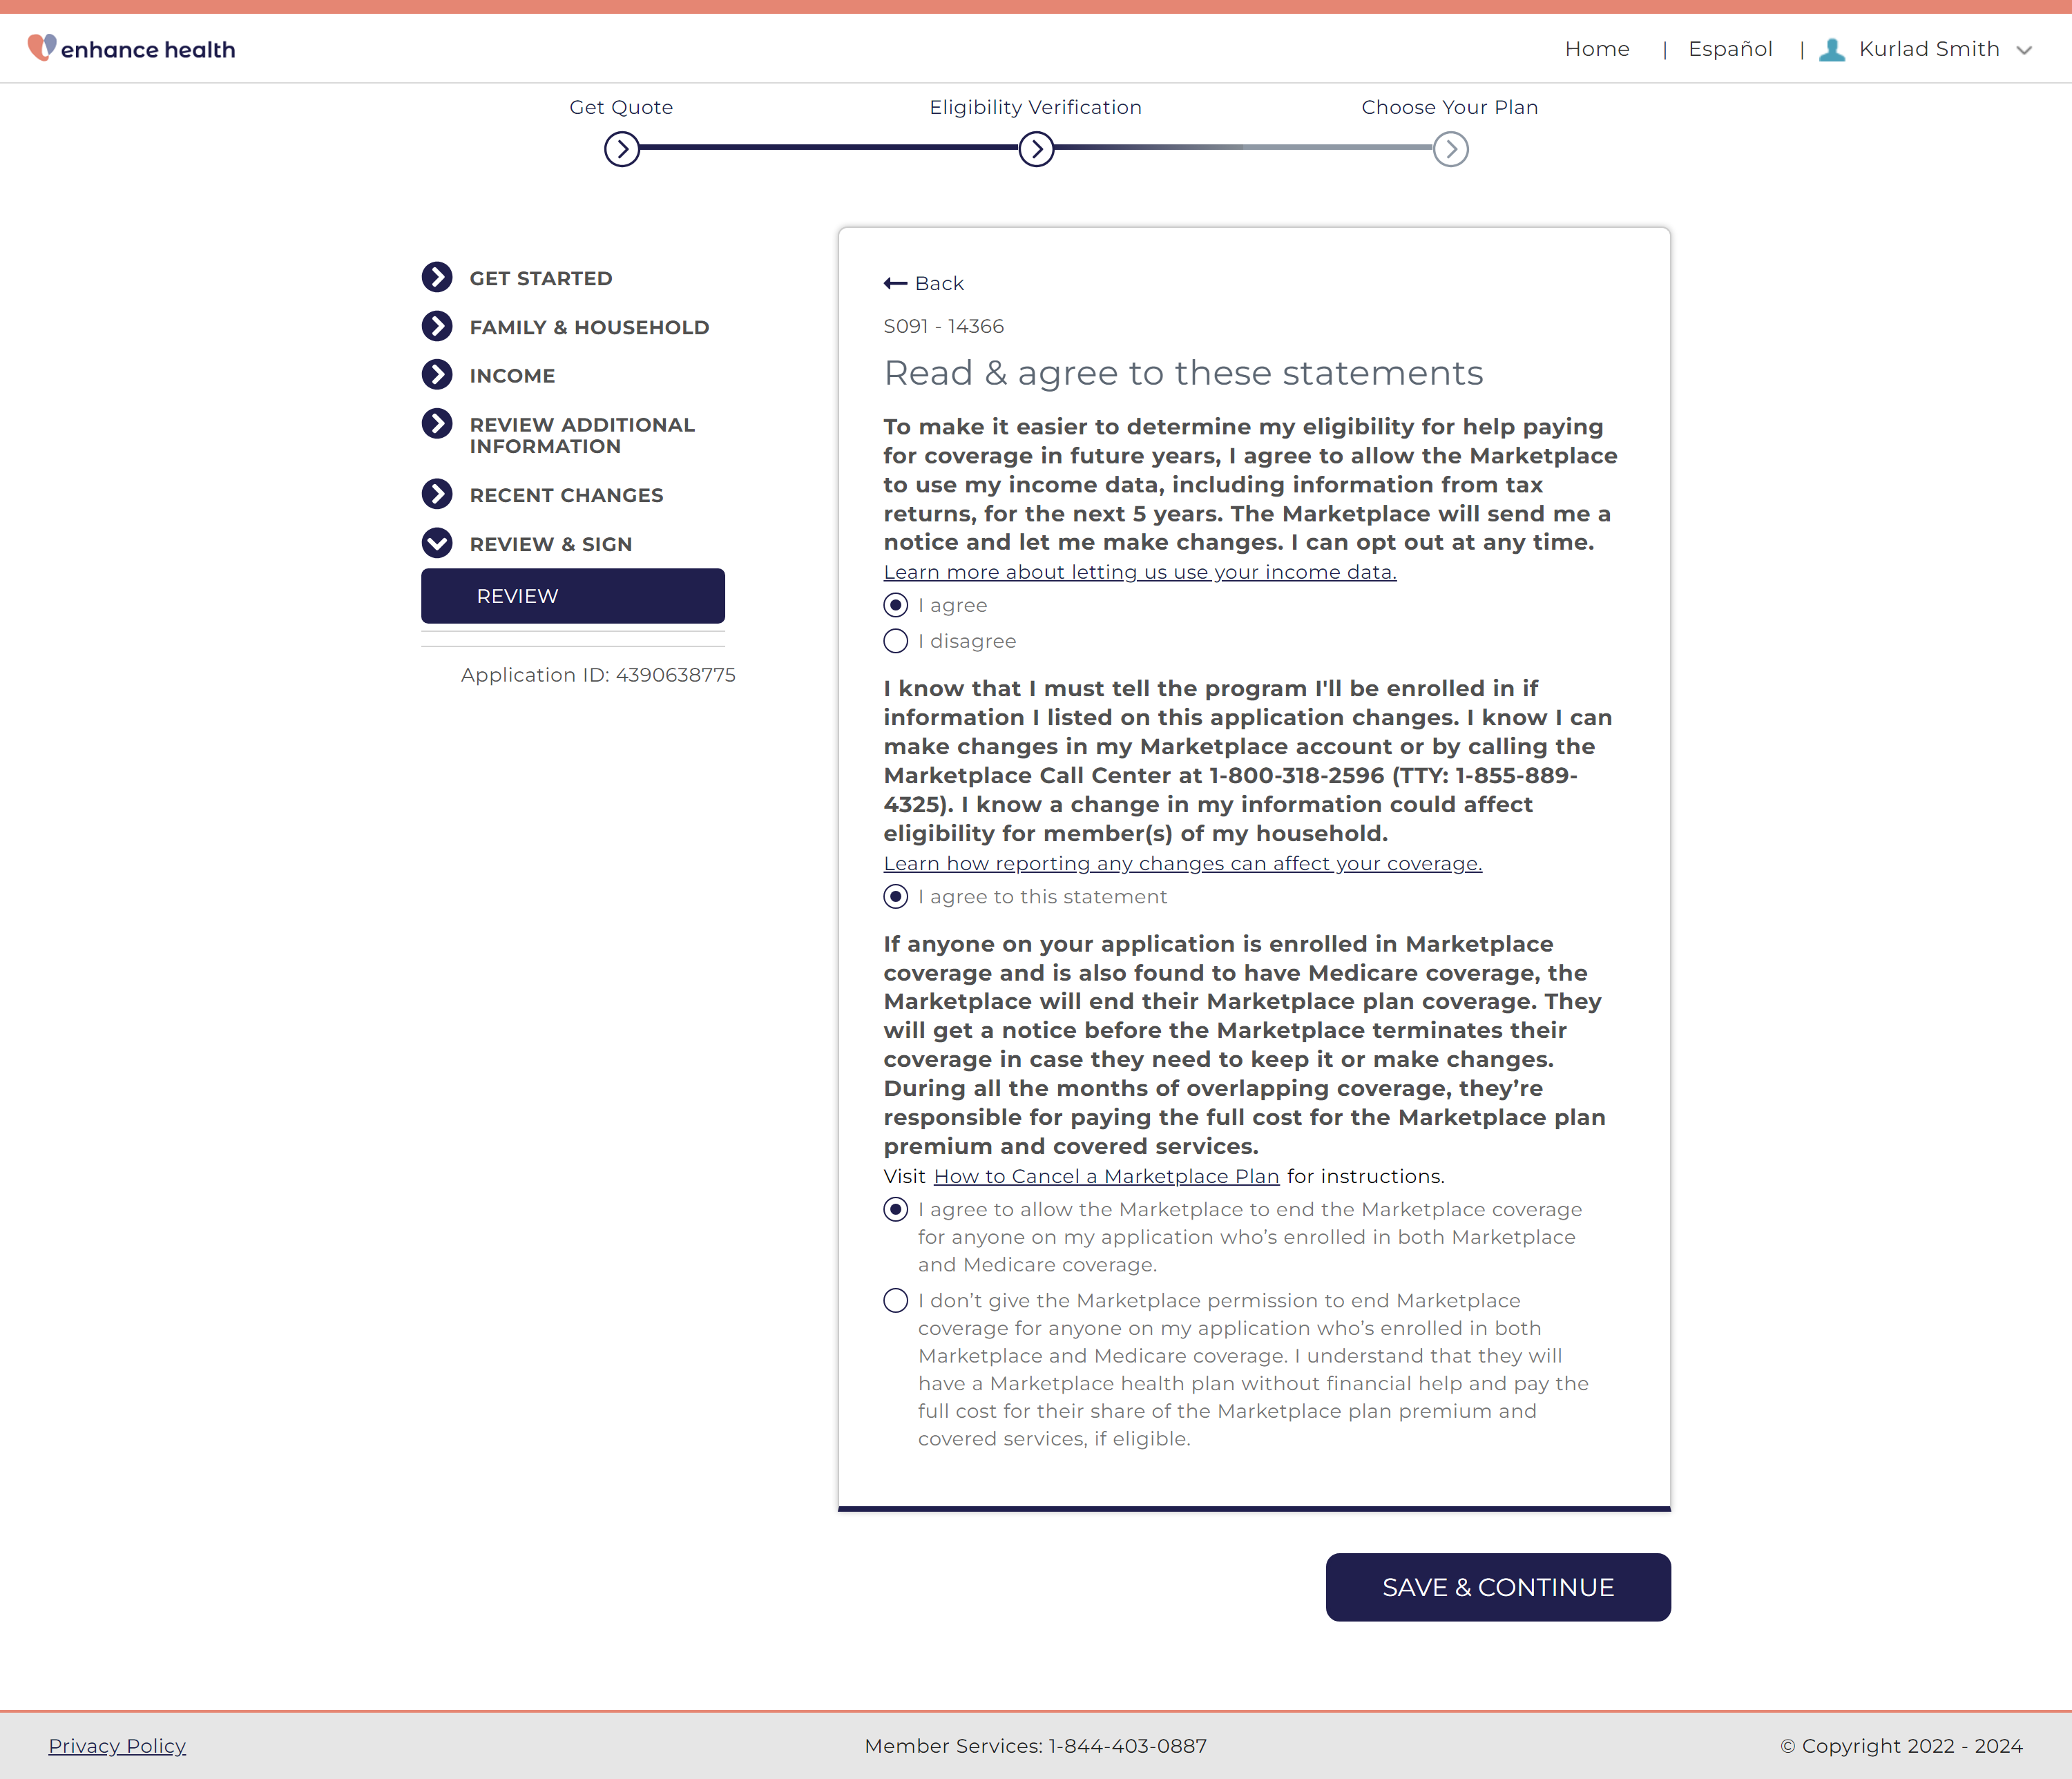 enhance health
Home | Español | Kurlad Smith
Get Quote
Eligibility Verification
Choose Your Plan
GET STARTED
FAMILY & HOUSEHOLD
INCOME
REVIEW ADDITIONAL
INFORMATION
RECENT CHANGES
REVIEW & SIGN
REVIEW
Application ID: 4390638775
Back
S091 - 14366
Read & agree to these statements
To make it easier to determine my eligibility for help paying
for coverage in future years, I agree to allow the Marketplace
to use my income data, including information from tax
returns, for the next 5 years. The Marketplace will send me a
notice and let me make changes. I can opt out at any time.
Learn more about letting us use your income data.
I agree
I disagree
I know that I must tell the program I'll be enrolled in if
information I listed on this application changes. I know I can
make changes in my Marketplace account or by calling the
Marketplace Call Center at 1-800-318-2596 (TTY: 1-855-889-
4325). I know a change in my information could affect
eligibility for member(s) of my household.
Learn how reporting any changes can affect your coverage.
I agree to this statement
If anyone on your application is enrolled in Marketplace
coverage and is also found to have Medicare coverage, the
Marketplace will end their Marketplace plan coverage. They
will get a notice before the Marketplace terminates their
coverage in case they need to keep it or make changes.
During all the months of overlapping coverage, they’re
responsible for paying the full cost for the Marketplace plan
premium and covered services.
Visit How to Cancel a Marketplace Plan for instructions.
I agree to allow the Marketplace to end the Marketplace coverage
for anyone on my application who’s enrolled in both Marketplace
and Medicare coverage.
I don’t give the Marketplace permission to end Marketplace
coverage for anyone on my application who’s enrolled in both
Marketplace and Medicare coverage. I understand that they will
have a Marketplace health plan without financial help and pay the
full cost for their share of the Marketplace plan premium and
covered services, if eligible.
SAVE & CONTINUE
Privacy Policy
Member Services: 1-844-403-0887
© Copyright 2022 - 2024